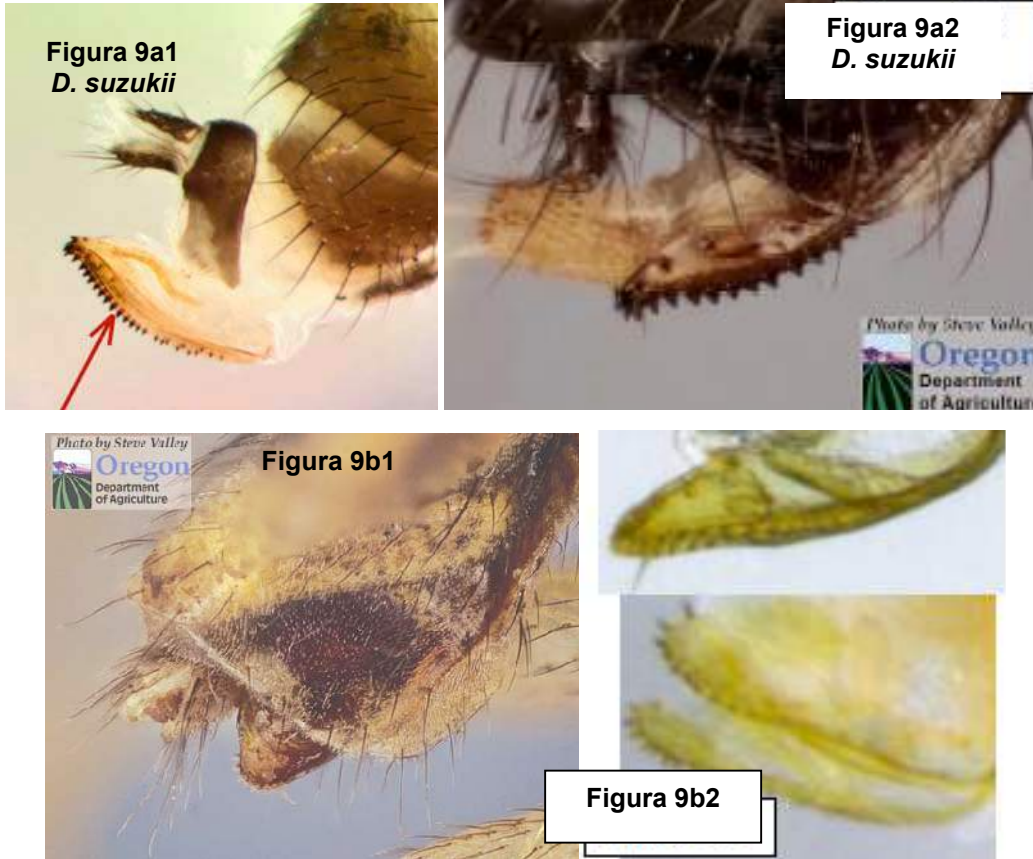 Figura 9a1
D. suzukii
Figura 9a2
D. suzukii
Photo by Steve Valley
Oregon
Department
of Agriculture
Photo by Steve Valley
Oregon
Department
of Agriculture
Figura 9b1
Figura 9b2